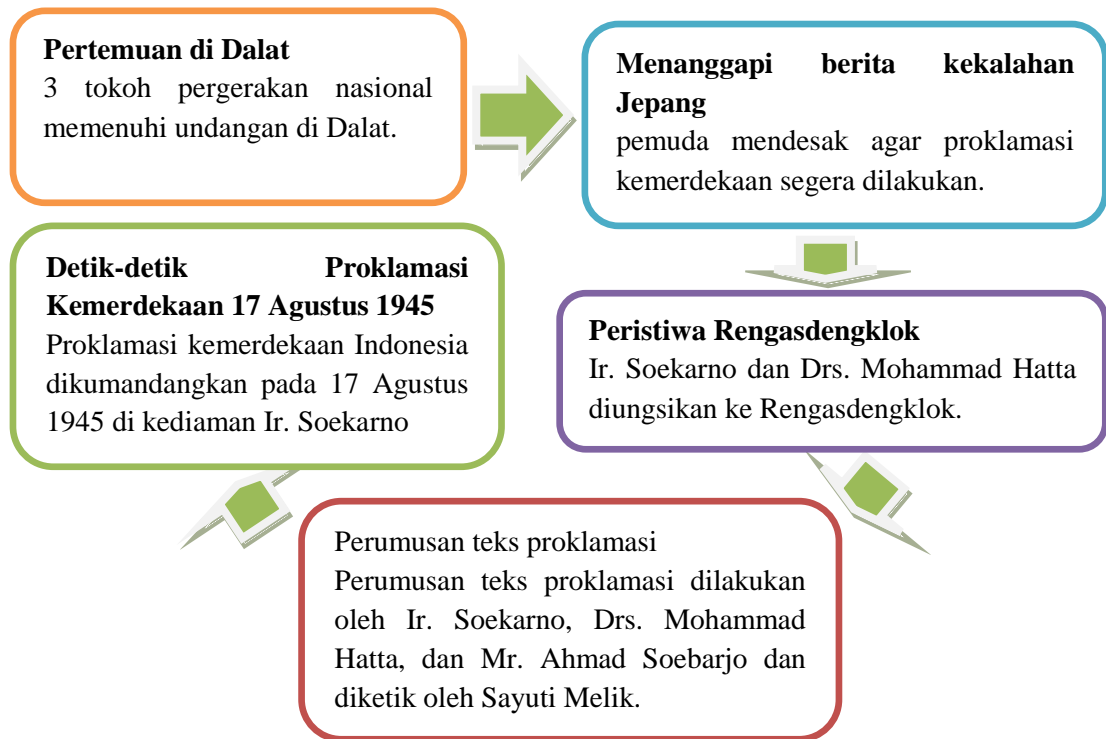 Pertemuan di Dalat
3 tokoh pergerakan nasional
memenuhi undangan di Dalat.
Menanggapi berita kekalahan
Jepang
pemuda mendesak agar proklamasi
kemerdekaan segera dilakukan.
Peristiwa Rengasdengklok
Ir. Soekarno dan Drs. Mohammad Hatta
diungsikan ke Rengasdengklok.
Perumusan teks proklamasi
Perumusan teks proklamasi dilakukan
oleh Ir. Soekarno, Drs. Mohammad
Hatta, dan Mr. Ahmad Soebarjo dan
diketik oleh Sayuti Melik.
Detik-detik Proklamasi
Kemerdekaan 17 Agustus 1945
Proklamasi kemerdekaan Indonesia
dikumandangkan pada 17 Agustus
1945 di kediaman Ir. Soekarno